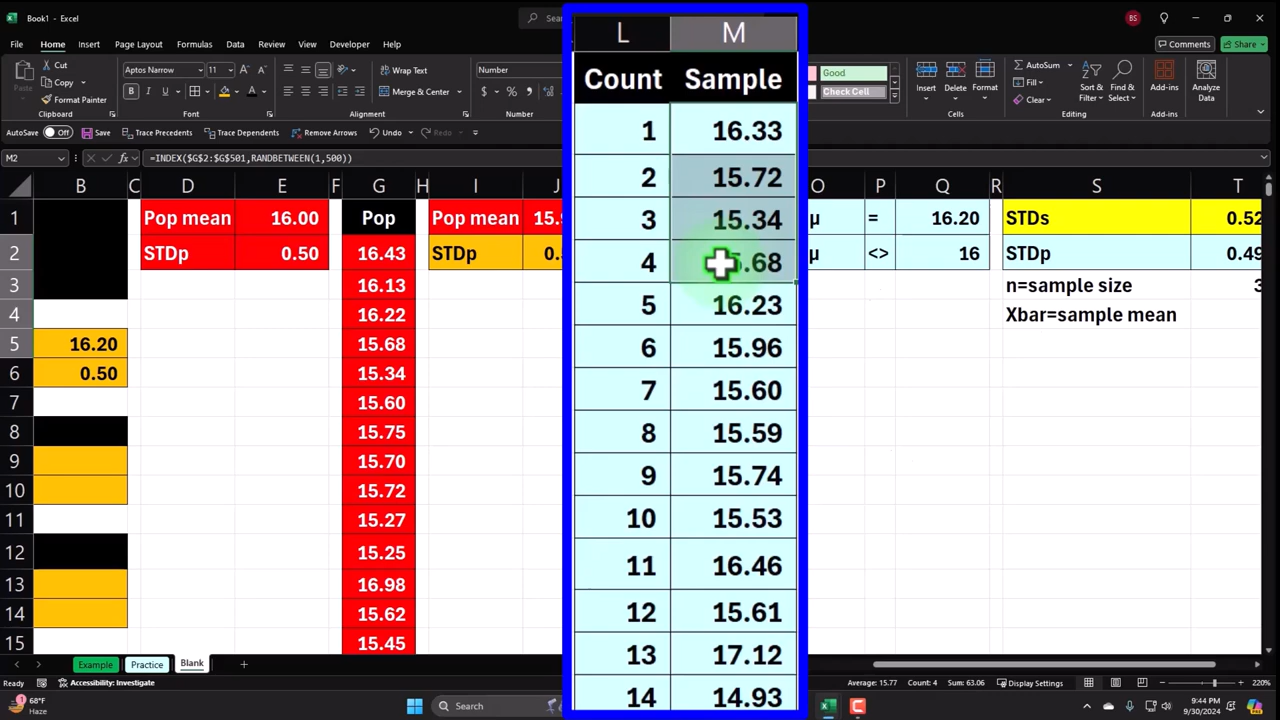 Book1 - Excel
BS
File Home Insert Page Layout Formulas Data Review View Developer Help
Comments Share
Cut
Copy
Format Painter
Clipboard
Aptos Narrow 11
Font
Wrap Text
Merge & Center
Alignment
Number
Number
Good
Check Cell
Insert Delete Format
Cells
AutoSum
Fill
Clear
Sort & Filter
Find & Select
Editing
Add-ins
Add-ins
Analyze Data
AutoSave Off Save Trace Precedents Trace Dependents Remove Arrows Undo Redo
M2 =INDEX($G$2:$G$501,RANDBETWEEN(1,500))
B C D E F G H I J L M O P Q R S T
Count Sample
1 Pop mean 16.00 Pop Pop mean 15.9 µ = 16.20 STDs 0.52
2 STDp 0.50 16.43 STDp 0. µ <> 16 STDp 0.49
3 16.13 n=sample size 3
4 16.22 Xbar=sample mean
5 16.20 15.68
6 0.50 15.34
7 15.60
8 15.75
9 15.70
10 15.72
11 15.27
12 15.25
13 16.98
14 15.62
15 15.45
1 16.33
2 15.72
3 15.34
4 .68
5 16.23
6 15.96
7 15.60
8 15.59
9 15.74
10 15.53
11 16.46
12 15.61
13 17.12
14 14.93
Example Practice Blank
Ready Accessibility: Investigate Average: 15.77 Count: 4 Sum: 63.06 Display Settings
68°F
Haze
Search
9:44 PM
9/30/2024